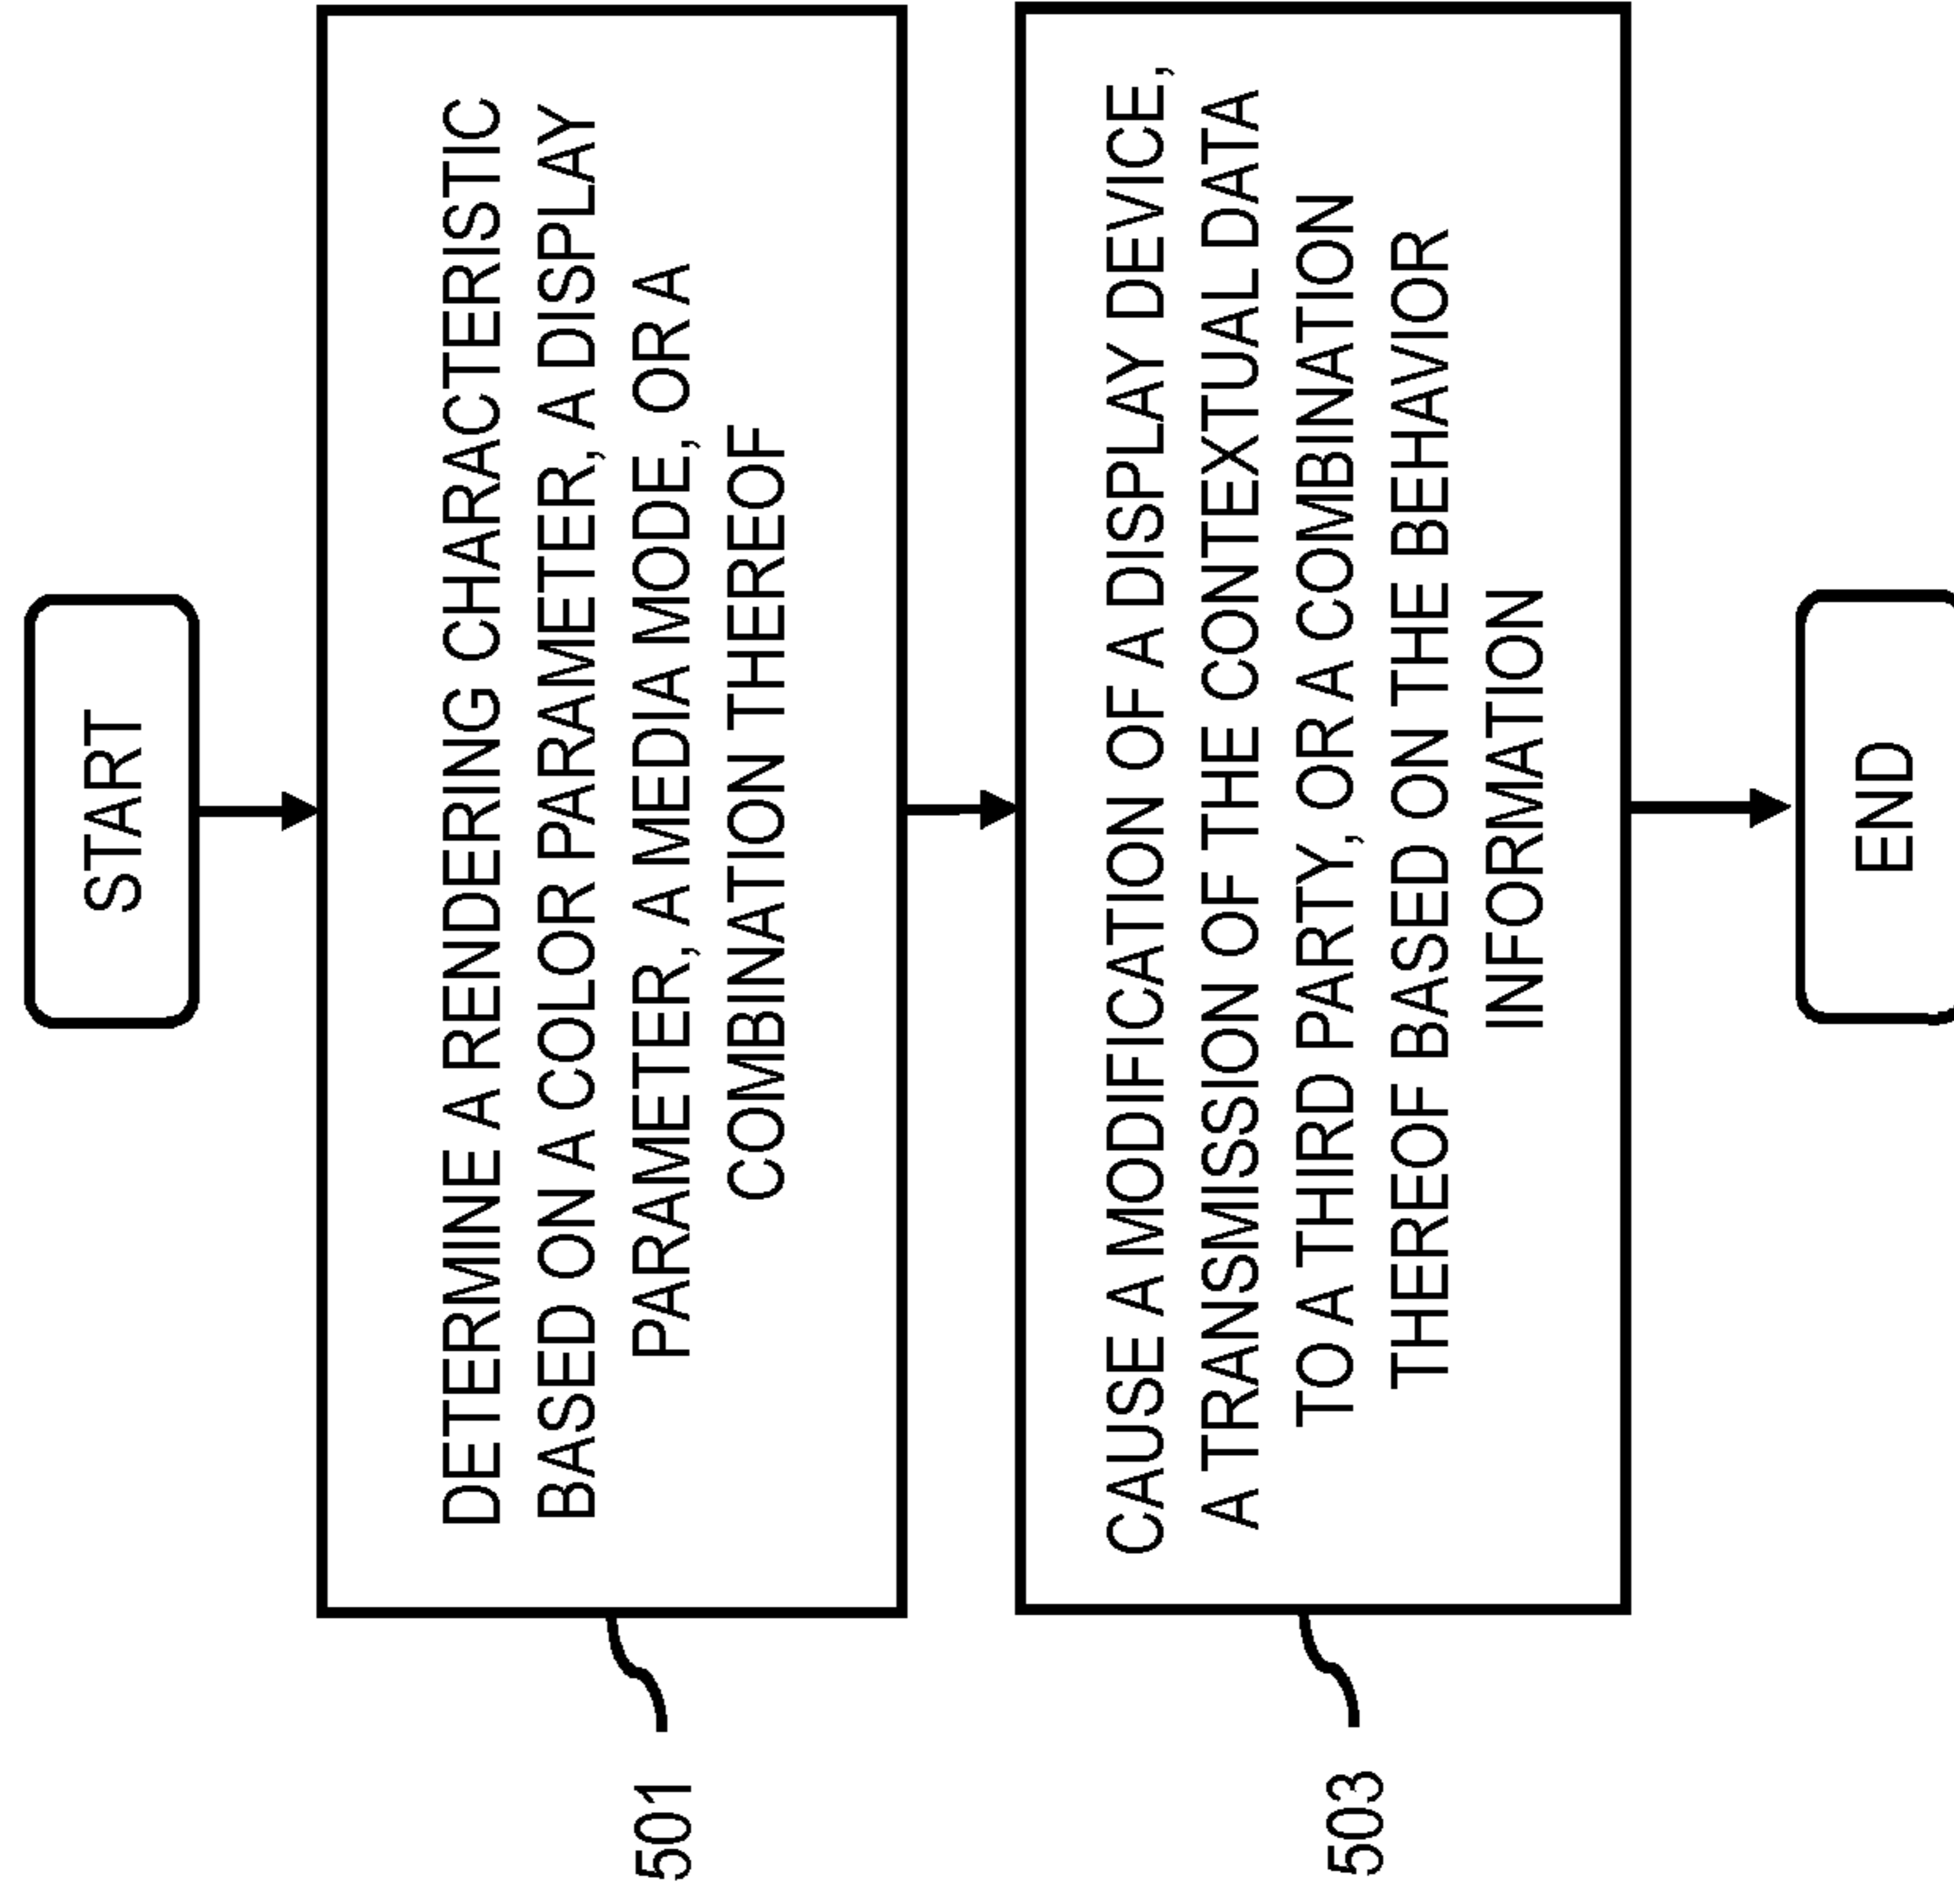 START
DETERMINE A RENDERING CHARACTERISTIC
BASED ON A COLOR PARAMETER, A DISPLAY
PARAMETER, A MEDIA MODE, OR A
COMBINATION THEREOF
501
CAUSE A MODIFICATION OF A DISPLAY DEVICE,
A TRANSMISSION OF THE CONTEXTUAL DATA
TO A THIRD PARTY, OR A COMBINATION
THEREOF BASED ON THE BEHAVIOR
INFORMATION
503
END